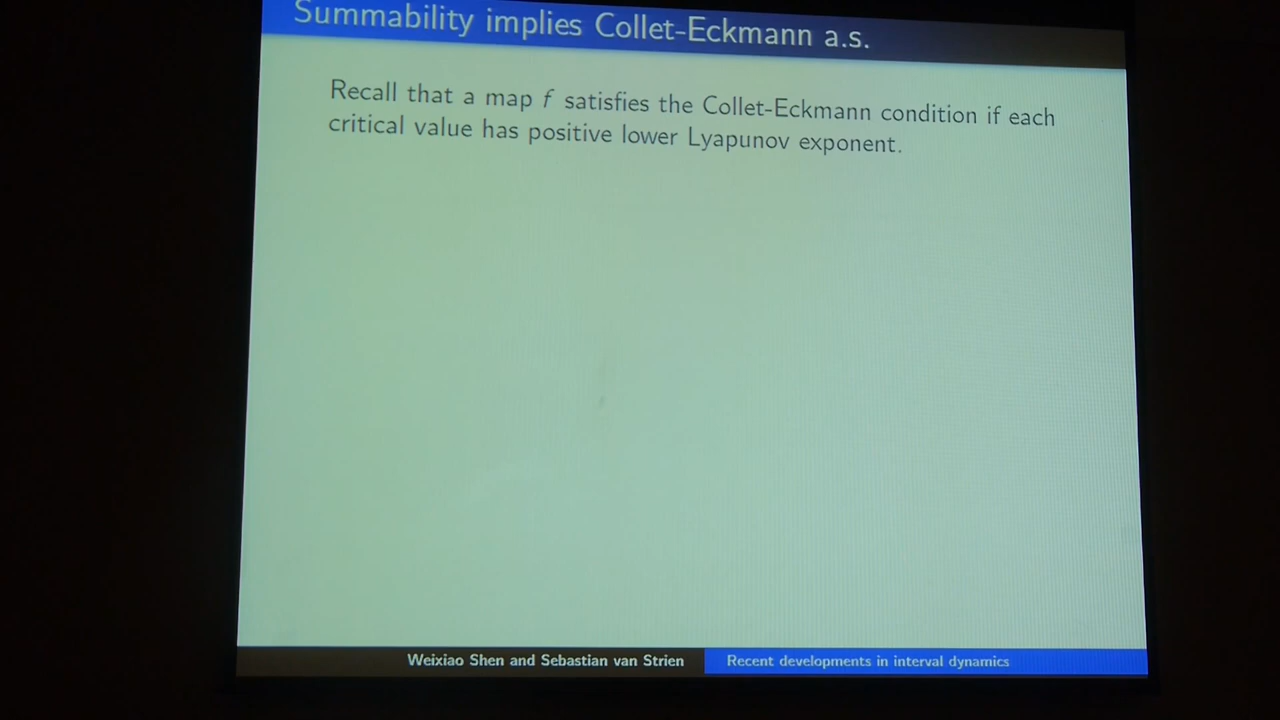 Summability implies Collet-Eckmann a.s.
Recall that a map f satisfies the Collet-Eckmann condition if each
critical value has positive lower Lyapunov exponent.
Weixiao Shen and Sebastian van Strien
Recent developments in interval dynamics